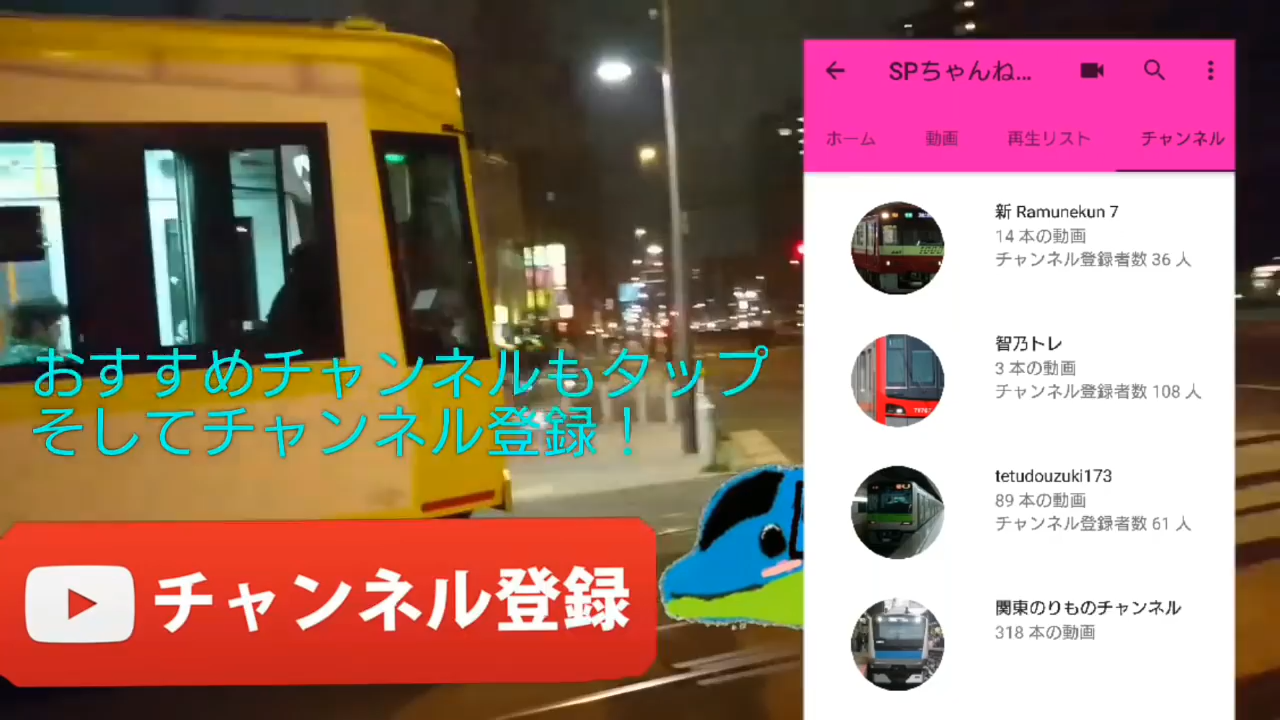 おすすめチャンネルもタップ
そしてチャンネル登録！
チャンネル登録
SPちゃんね...
ホーム 動画 再生リスト チャンネル
新 Ramunekun 7
14 本の動画
チャンネル登録者数 36 人
智乃トレ
3 本の動画
チャンネル登録者数 108 人
tetudouzuki173
89 本の動画
チャンネル登録者数 61 人
関東のりものチャンネル
318 本の動画